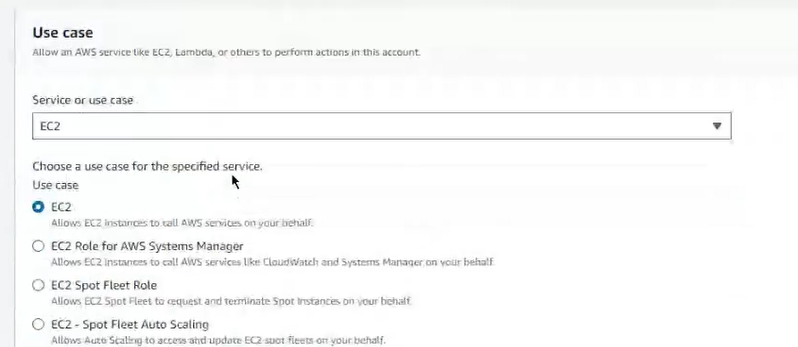 Use case
Allow an AWS service like EC2, Lambda, or others to perform actions in this account.
Service or use case
EC2
Choose a use case for the specified service.
Use case
EC2
Allows EC2 instances to call AWS services on your behalf.
EC2 Role for AWS Systems Manager
Allows EC2 instances to call AWS services like CloudWatch and Systems Manager on your behalf.
EC2 Spot Fleet Role
Allows EC2 Spot Fleet to request and terminate Spot Instances on your behalf.
EC2 - Spot Fleet Auto Scaling
Allows Auto Scaling to access and update EC2 spot fleets on your behalf.